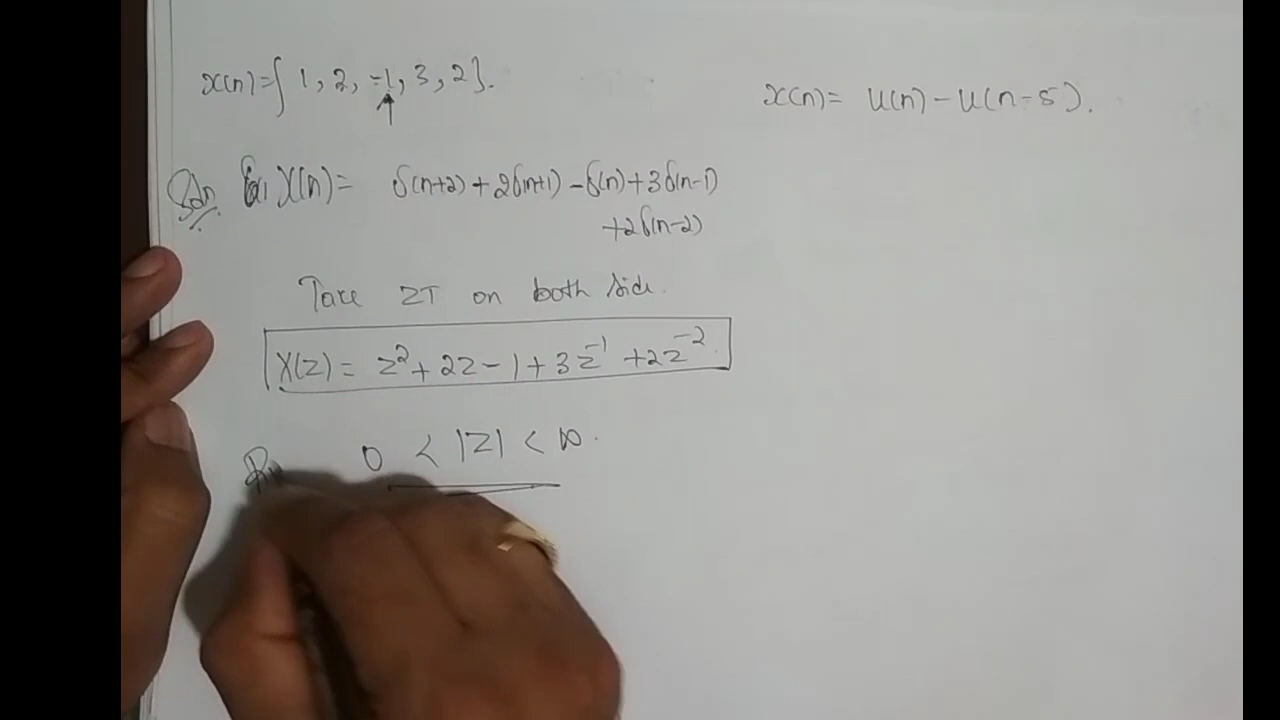 x(n)={ 1, 2, -1, 3, 2}.
x(n)= u(n) - u(n-5).
Soln X(n)= δ(n+2) + 2δ(n+1) - δ(n) + 3δ(n-1)
+2δ(n-2)
Take ZT on both side.
X(z) = z² + 2z - 1 + 3z⁻¹ + 2z⁻².
0 < |z| < ∞.